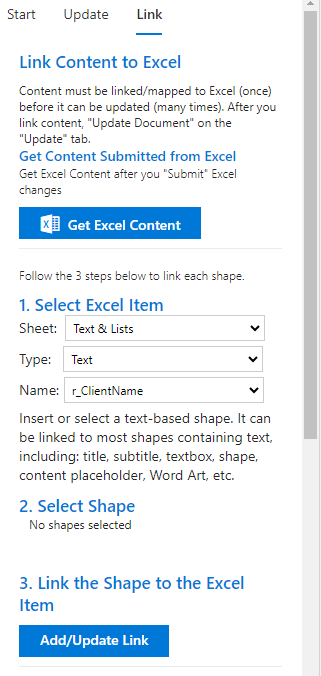 Start Update Link
Link Content to Excel
Content must be linked/mapped to Excel (once)
before it can be updated (many times). After you
link content, "Update Document" on the
"Update" tab.
Get Content Submitted from Excel
Get Excel Content after you "Submit" Excel
changes
Get Excel Content
Follow the 3 steps below to link each shape.
1. Select Excel Item
Sheet: Text & Lists
Type: Text
Name: r_ClientName
Insert or select a text-based shape. It can
be linked to most shapes containing text,
including: title, subtitle, textbox, shape,
content placeholder, Word Art, etc.
2. Select Shape
No shapes selected
3. Link the Shape to the Excel
Item
Add/Update Link